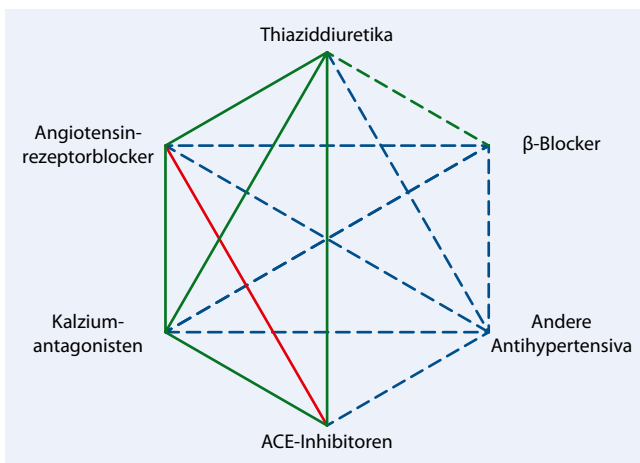 Thiaziddiuretika
Angiotensin-
rezeptorblocker
β-Blocker
Kalzium-
antagonisten
Andere
Antihypertensiva
ACE-Inhibitoren